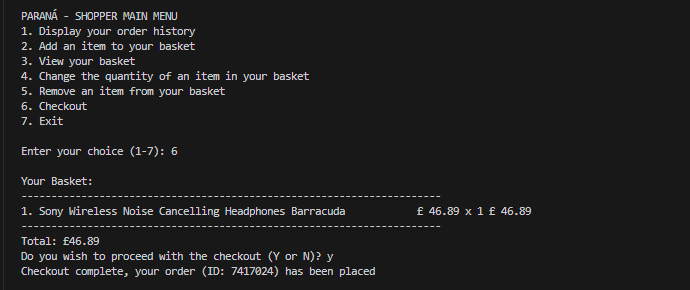 PARANÁ - SHOPPER MAIN MENU
1. Display your order history
2. Add an item to your basket
3. View your basket
4. Change the quantity of an item in your basket
5. Remove an item from your basket
6. Checkout
7. Exit
Enter your choice (1-7): 6
Your Basket:
----------------------------------------------------------------------
1. Sony Wireless Noise Cancelling Headphones Barracuda £ 46.89 x 1 £ 46.89
----------------------------------------------------------------------
Total: £46.89
Do you wish to proceed with the checkout (Y or N)? y
Checkout complete, your order (ID: 7417024) has been placed